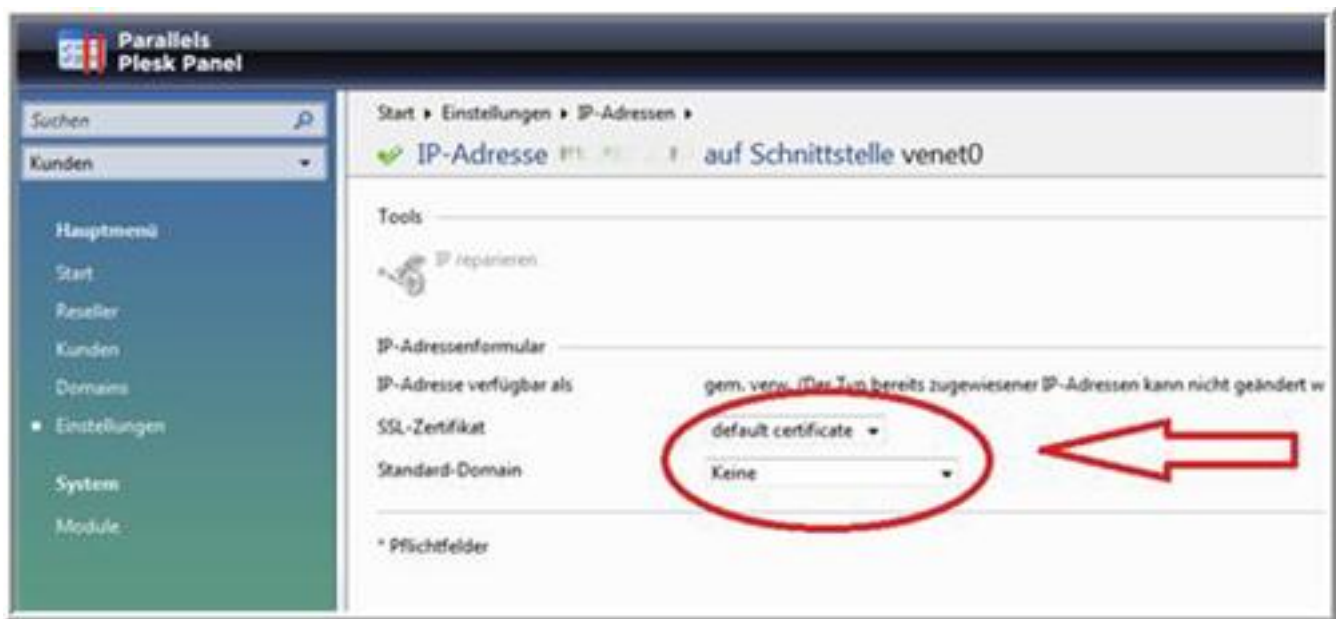 Parallels
Plesk Panel
Suchen
Kunden
Hauptmenü
Start
Reseller
Kunden
Domains
Einstellungen
System
Module
Start Einstellungen IP-Adressen
IP-Adresse auf Schnittstelle venet0
Tools
IP reparieren
IP-Adressenformular
IP-Adresse verfügbar als gem. verw. (Der Typ bereits zugewiesener IP-Adressen kann nicht geändert w
SSL-Zertifikat default certificate
Standard-Domain Keine
* Pflichtfelder